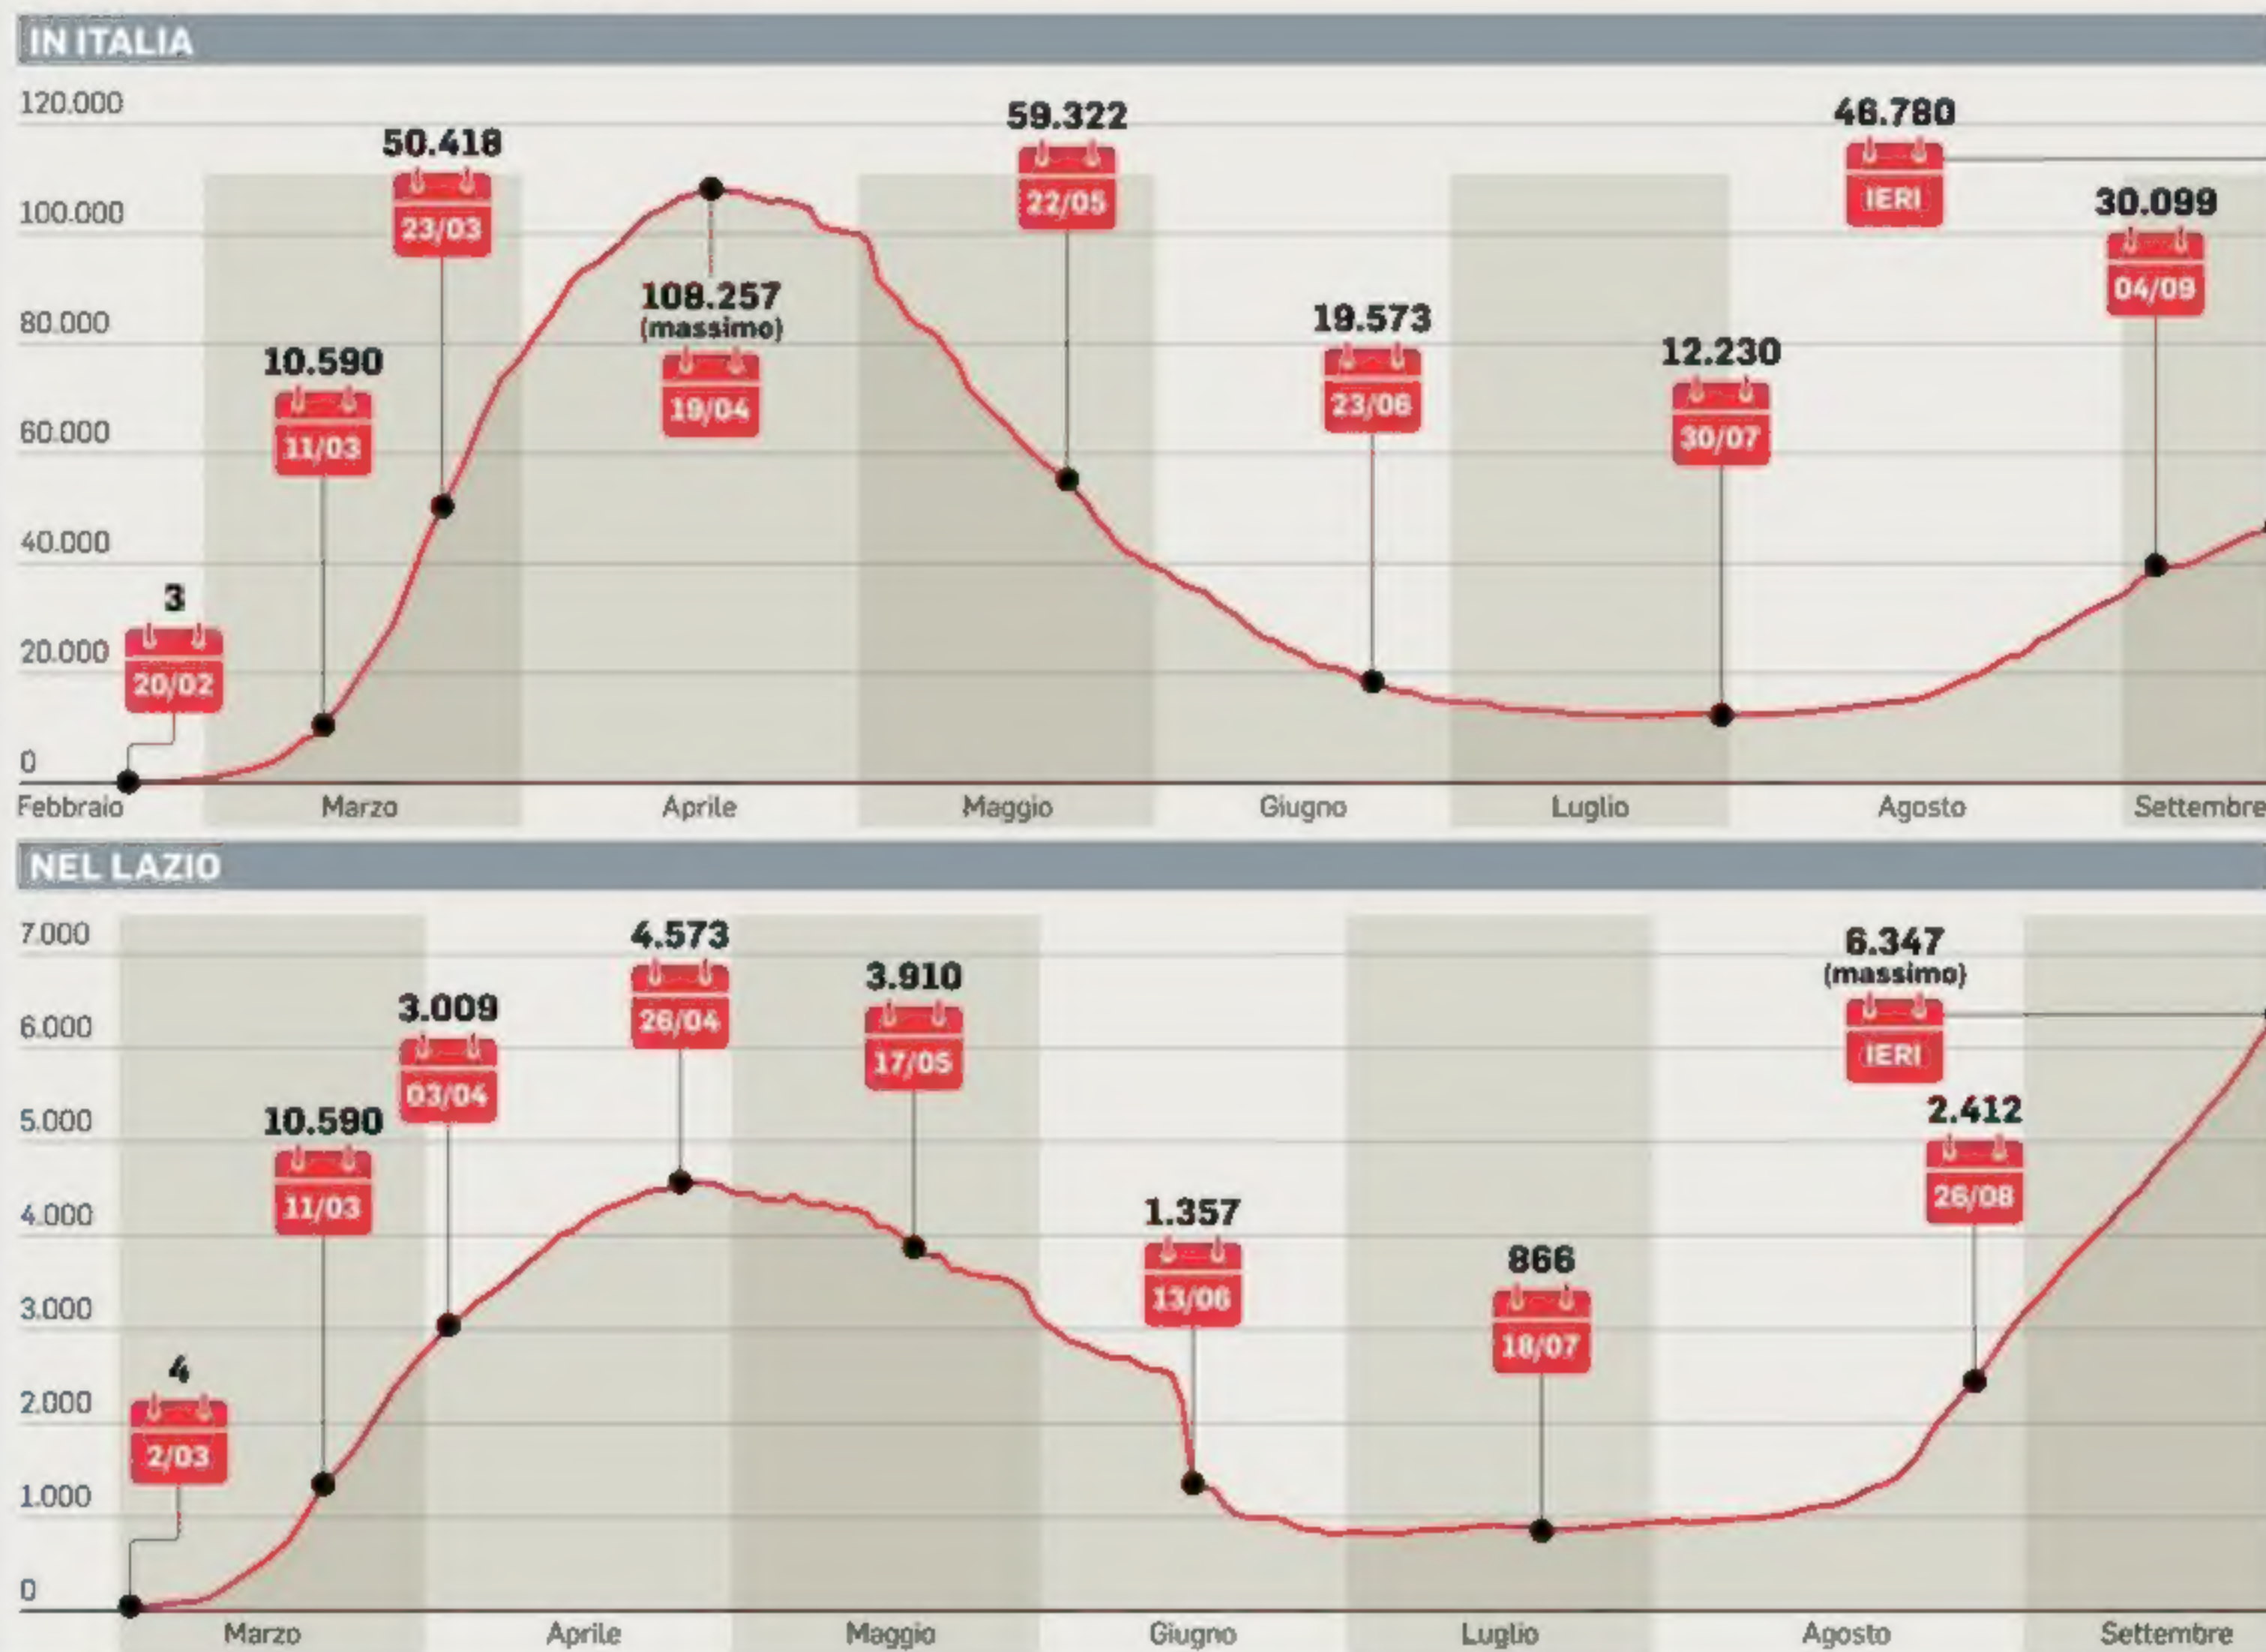 IN ITALIA
120.000
100.000
80.000
60.000
40.000
20.000
0
3
20/02
10.590
11/03
50.418
23/03
108.257
(massimo)
19/04
59.322
22/05
19.573
23/06
12.230
30/07
46.780
IERI
30.099
04/09
Febbraio
Marzo
Aprile
Maggio
Giugno
Luglio
Agosto
Settembre
NEL LAZIO
7.000
6.000
5.000
4.000
3.000
2.000
1.000
0
4
2/03
10.590
11/03
3.009
03/04
4.573
26/04
3.910
17/05
1.357
13/06
866
18/07
6.347
(massimo)
IERI
2.412
26/08
Marzo
Aprile
Maggio
Giugno
Luglio
Agosto
Settembre